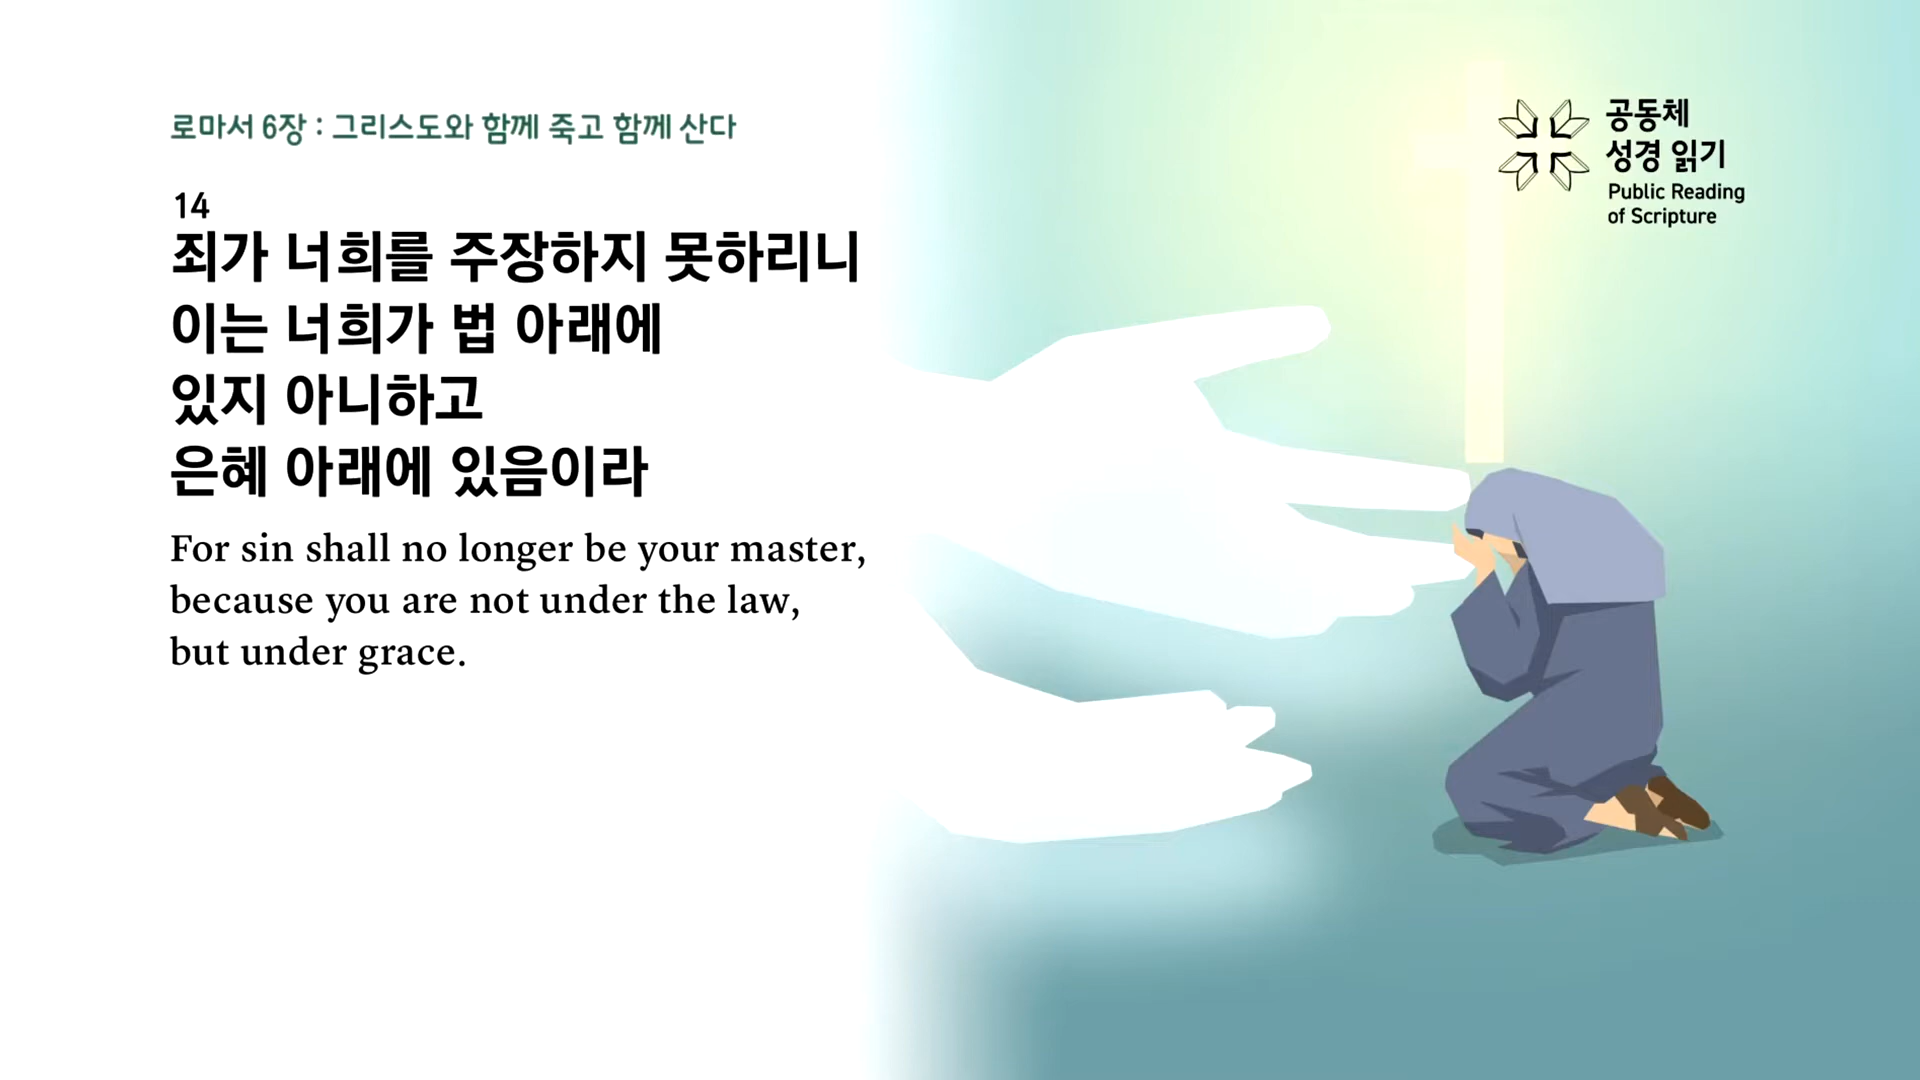 로마서 6장 : 그리스도와 함께 죽고 함께 산다
14
죄가 너희를 주장하지 못하리니
이는 너희가 법 아래에
있지 아니하고
은혜 아래에 있음이라
For sin shall no longer be your master,
because you are not under the law,
but under grace.
공동체
성경 읽기
Public Reading
of Scripture